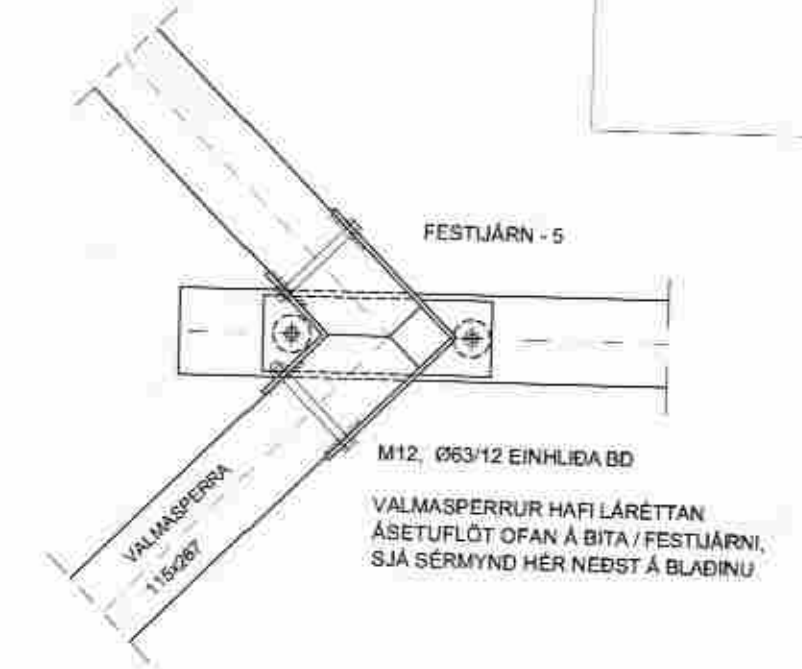 FESTIJÁRN - 5
M12, Ø63/12 EINHLIÐA BD
VALMASPERRUR HAFI LÁRÉTTAN
ÁSETUFLÖT OFAN Á BITA / FESTIJÁRNI,
SJÁ SÉRMYND HÉR NEÐST Á BLAÐINU
VALMASPERRA
115x267